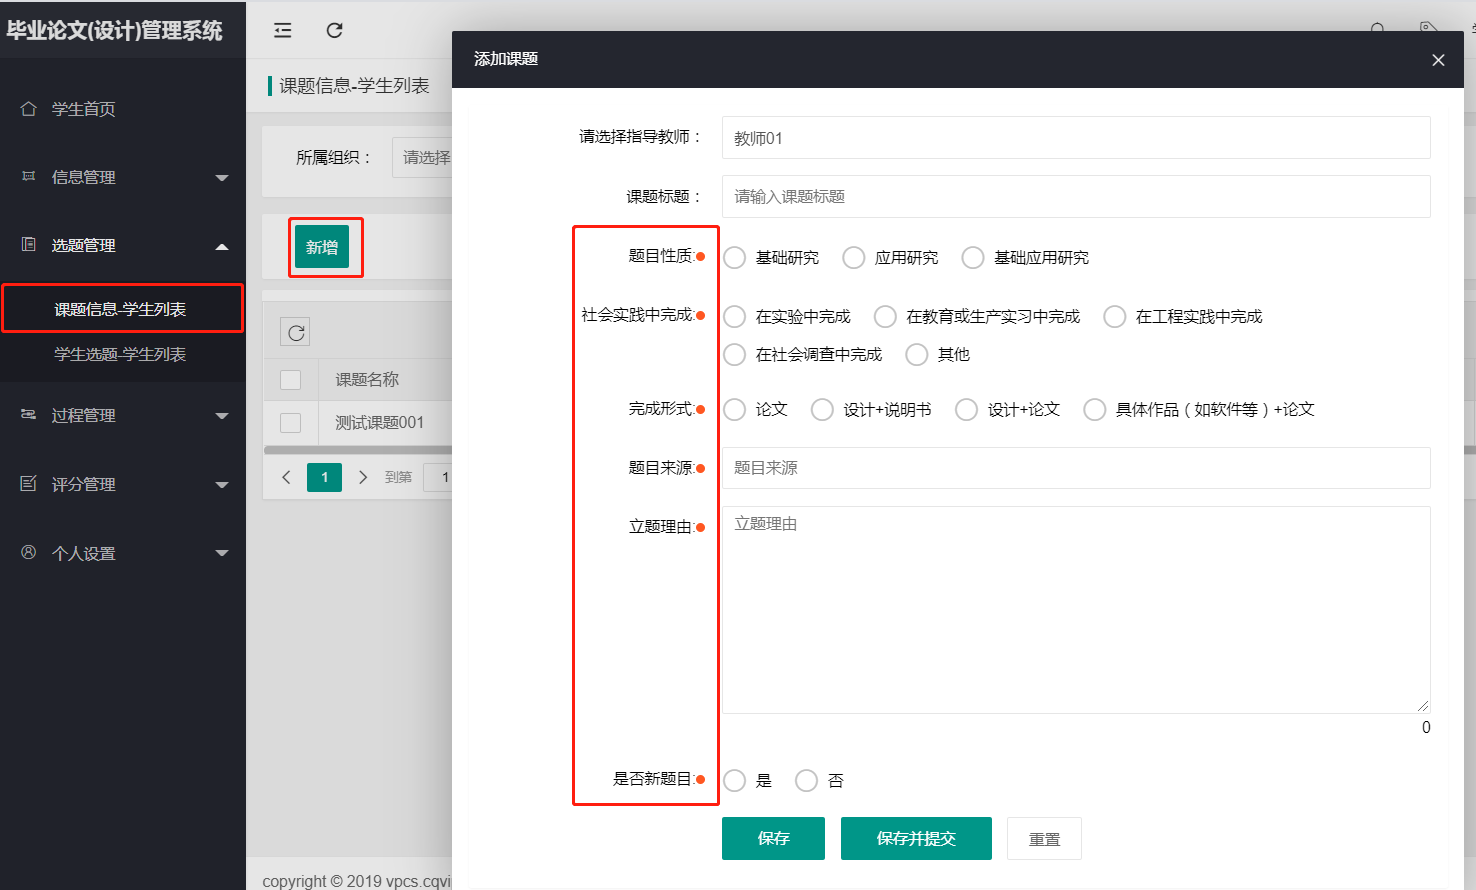 毕业论文(设计)管理系统
学生首页
信息管理
选题管理
课题信息-学生列表
学生选题-学生列表
过程管理
评分管理
个人设置
课题信息-学生列表
所属组织：
请选择
新增
课题名称
测试课题001
1
到第
1
copyright © 2019 vpcs.cqvi
添加课题
请选择指导教师：
教师01
课题标题：
请输入课题标题
题目性质:
基础研究 应用研究 基础应用研究
社会实践中完成:
在实验中完成 在教育或生产实习中完成 在工程实践中完成
在社会调查中完成 其他
完成形式:
论文 设计+说明书 设计+论文 具体作品（如软件等）+论文
题目来源:
题目来源
立题理由:
立题理由
0
是否新题目:
是 否
保存 保存并提交 重置